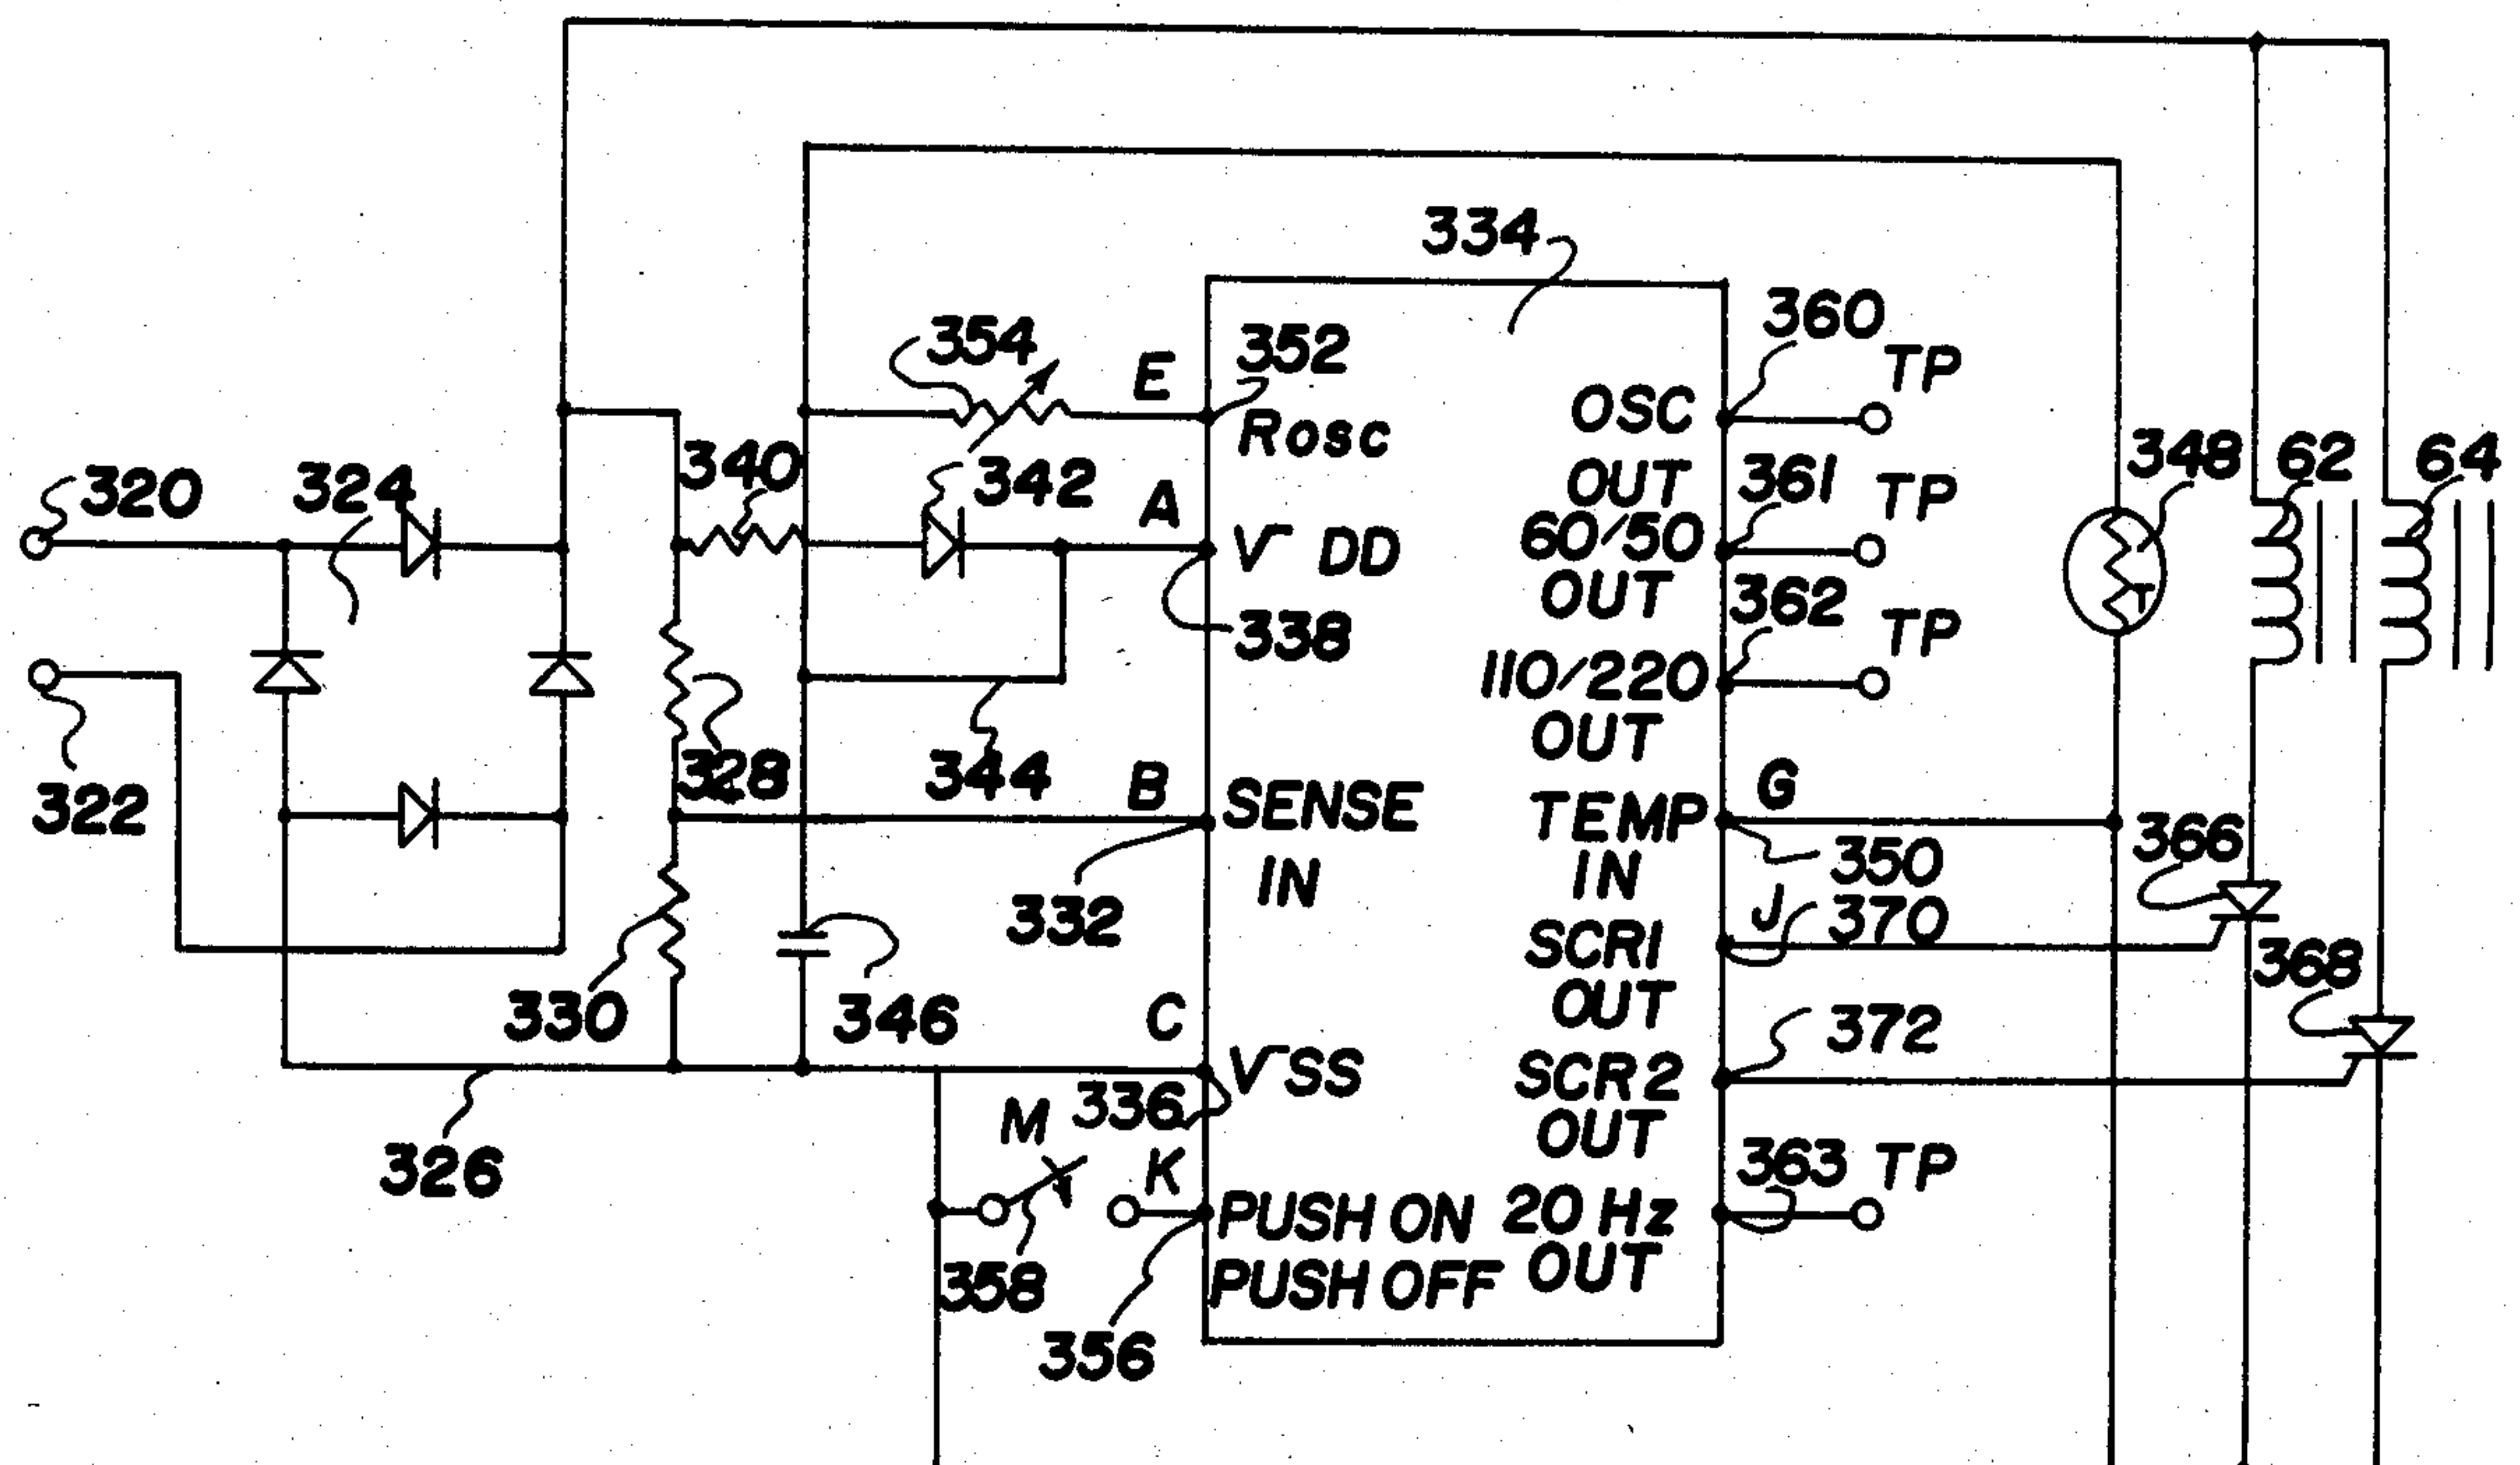 334
360
TP
354
E
352
OSC
ROSC
348
62
64
340
320
324
342
A
OUT
361
TP
60/50
V DD
OUT
362
TP
338
110/220
OUT
322
328
344
B
SENSE
IN
G
TEMP
IN
350
366
332
J
370
SCR1
OUT
368
330
346
C
372
VSS
SCR2
OUT
336
M
326
K
363
TP
PUSH ON
20 Hz
OUT
358
PUSH OFF
356